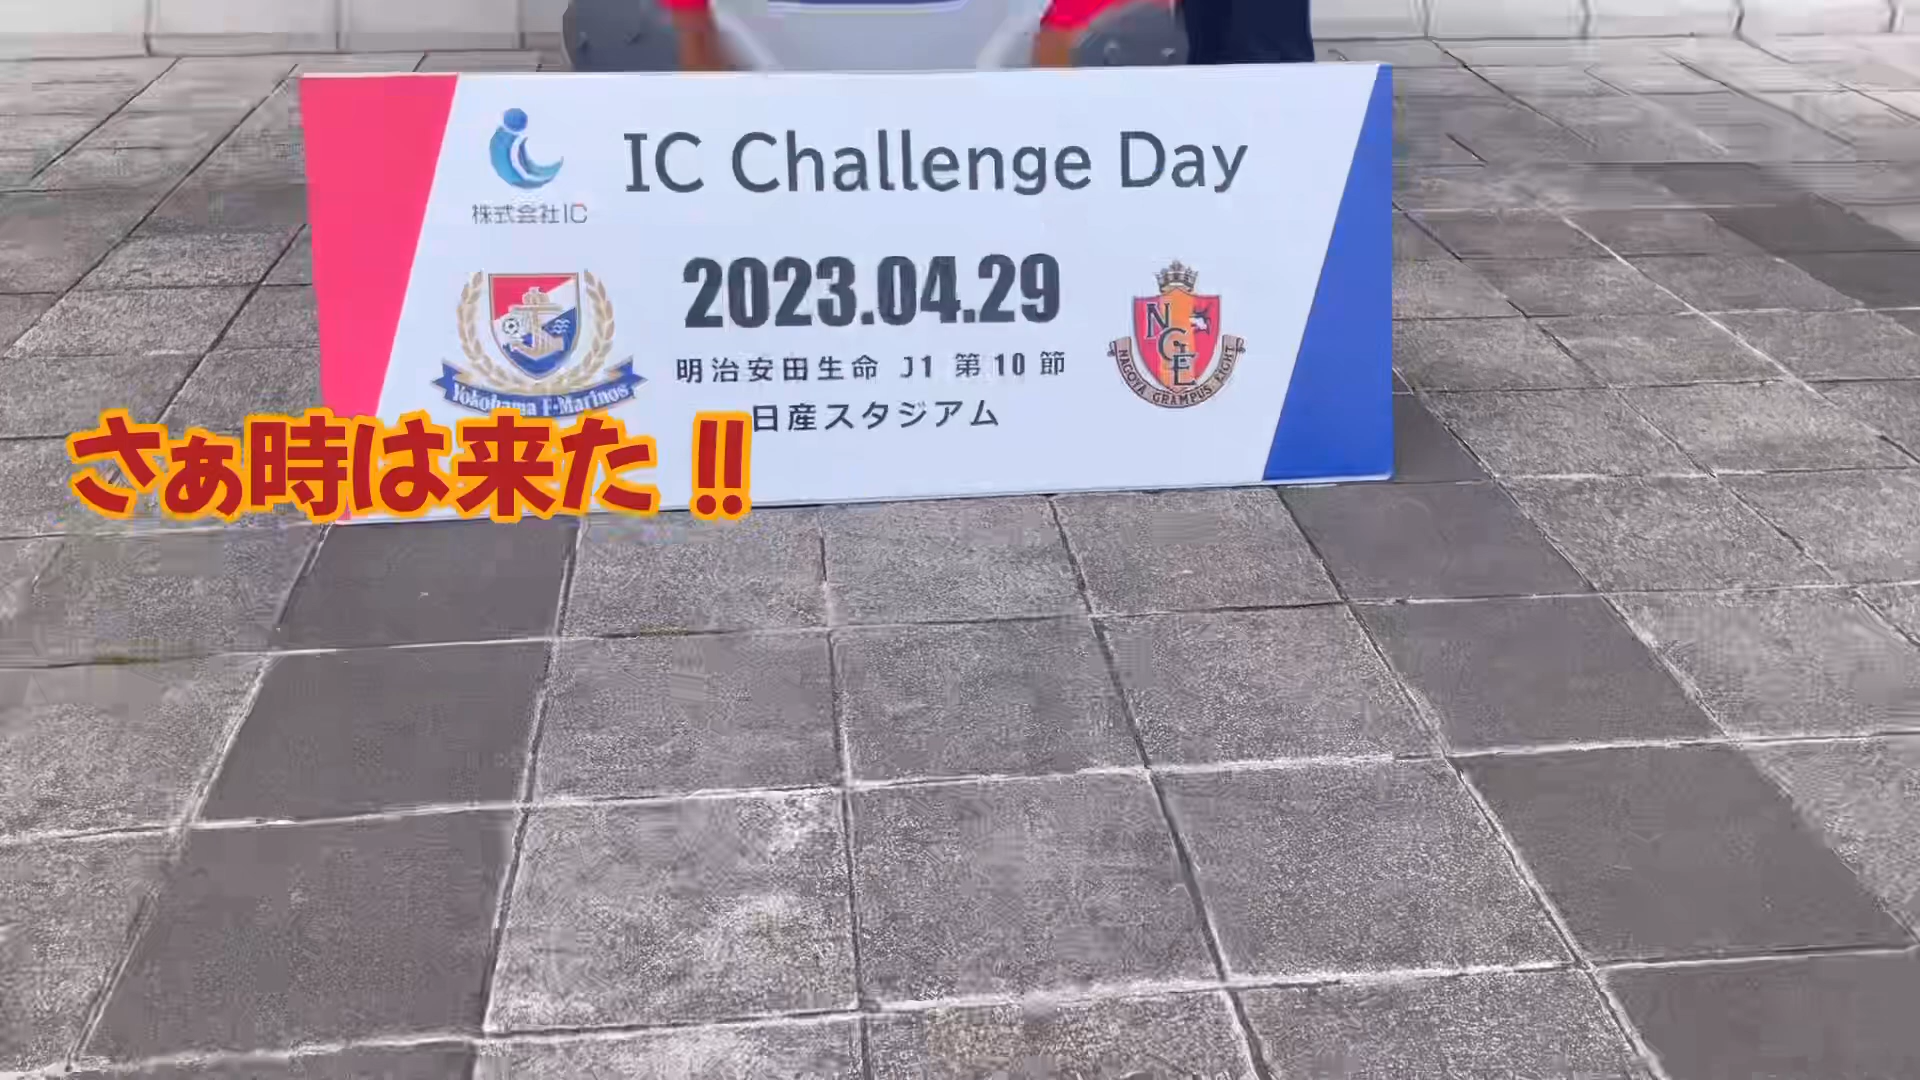 IC Challenge Day
株式会社IC
2023.04.29
明治安田生命 J1 第10節
日産スタジアム
Yokohama F·Marinos
NGE
NAGOYA GRAMPUS EIGHT
さぁ時は来た!!